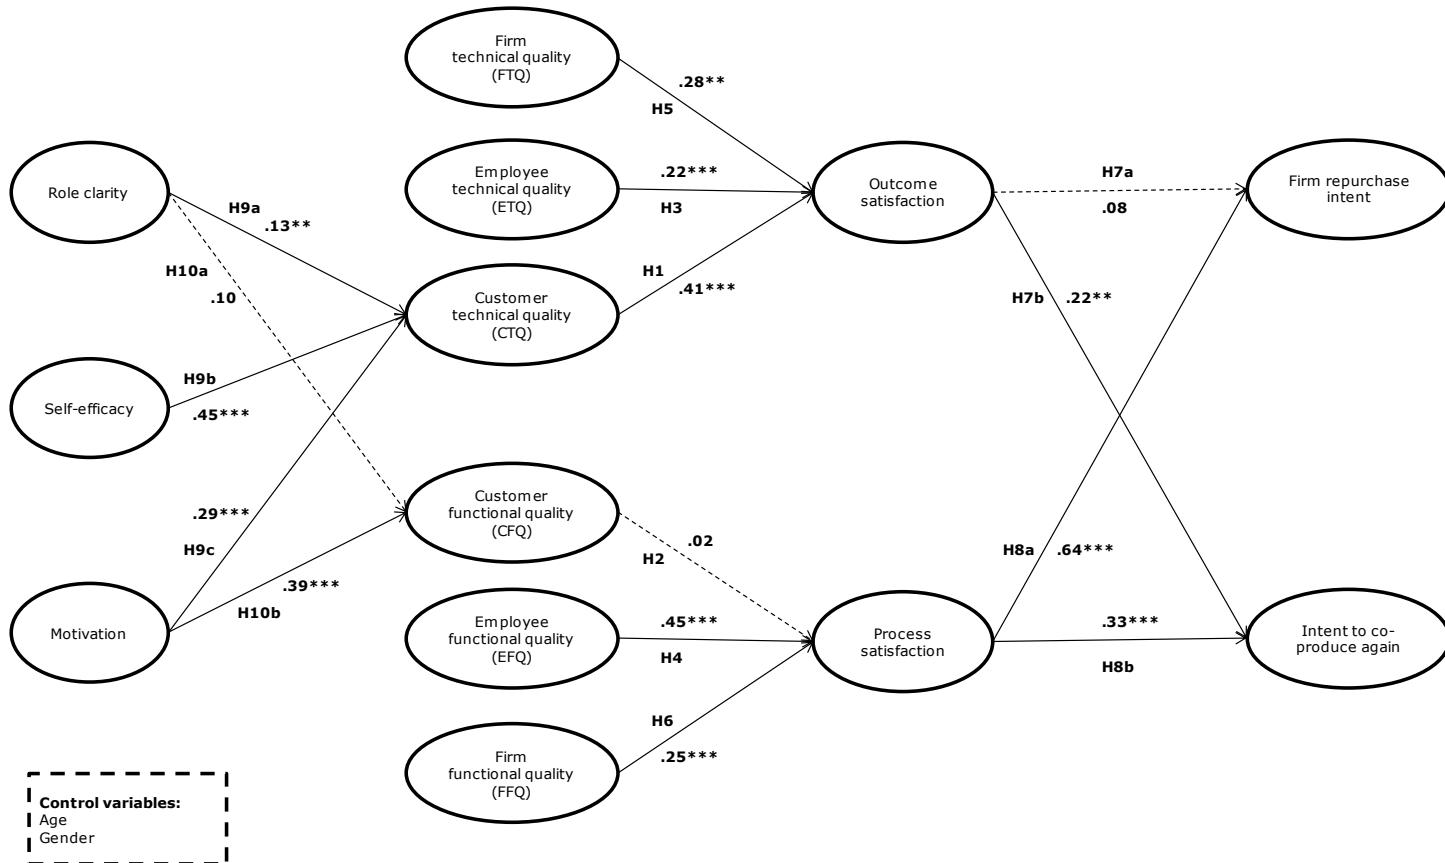 Firm
technical quality
(FTQ)
.28**
H5
Role clarity
Employee
technical quality
(ETQ)
.22***
H3
Outcome
satisfaction
H7a
.08
Firm repurchase
intent
H9a
.13**
H10a
.10
Customer
technical quality
(CTQ)
H1
.41***
H7b
.22**
Self-efficacy
H9b
.45***
.29***
H9c
Customer
functional quality
(CFQ)
.02
H2
H8a
.64***
Motivation
.39***
H10b
Employee
functional quality
(EFQ)
.45***
H4
Process
satisfaction
.33***
H8b
Intent to co-
produce again
Firm
functional quality
(FFQ)
H6
.25***
Control variables:
Age
Gender